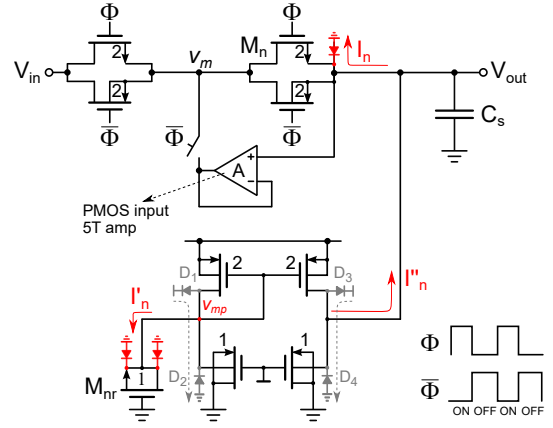 Φ
Φ
2
2
V_in
v_m
M_n
I_n
V_out
2
2
Φ̅
Φ̅
C_s
Φ̅
+
A
−
PMOS input
5T amp
2
2
D_1
D_3
I'_n
v_mp
I''_n
1
1
1
M_nr
D_2
D_4
Φ
Φ̅
ON OFF ON OFF